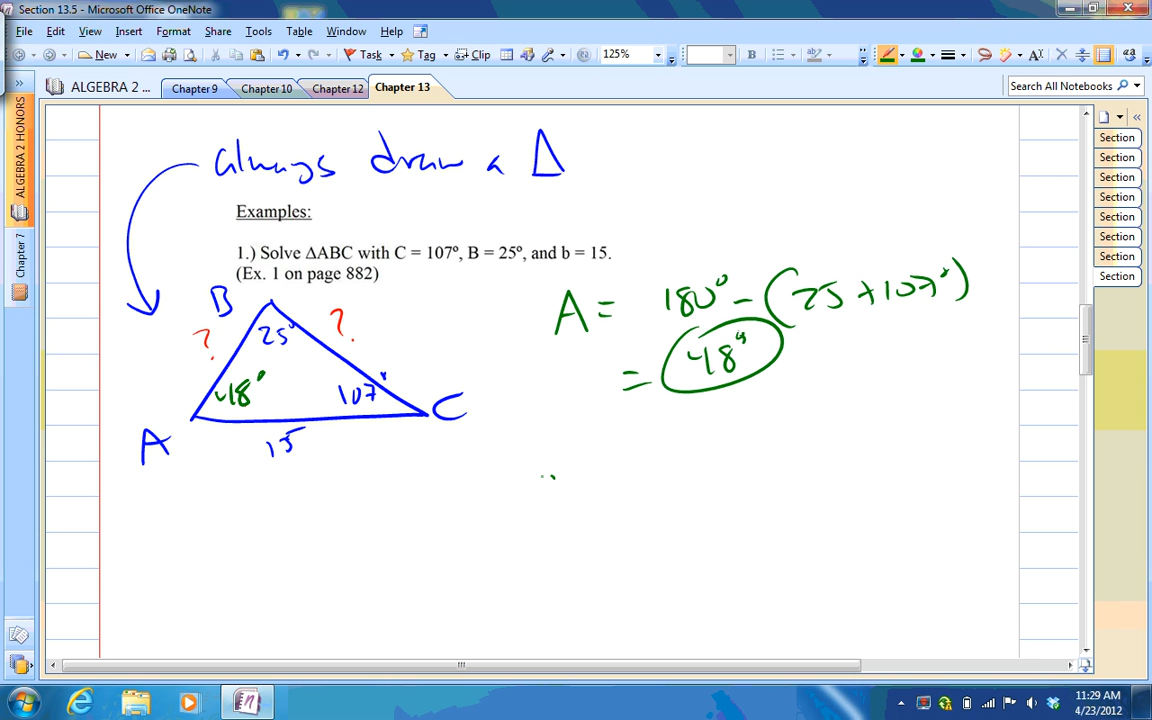 Section 13.5 - Microsoft Office OneNote
File Edit View Insert Format Share Tools Table Window Help
New Task Tag Clip 125% B
ALGEBRA 2 ... Chapter 9 Chapter 10 Chapter 12 Chapter 13 Search All Notebooks
ALGEBRA 2 HONORS
Chapter 7
Section
Section
Section
Section
Section
Section
Section
Section
always draw a Δ
Examples:
1.) Solve ΔABC with C = 107º, B = 25º, and b = 15.
(Ex. 1 on page 882)
B
? ?
25°
48° 107°
A C
15
A = 180° - (25 + 107°)
= 48°
11:29 AM
4/23/2012